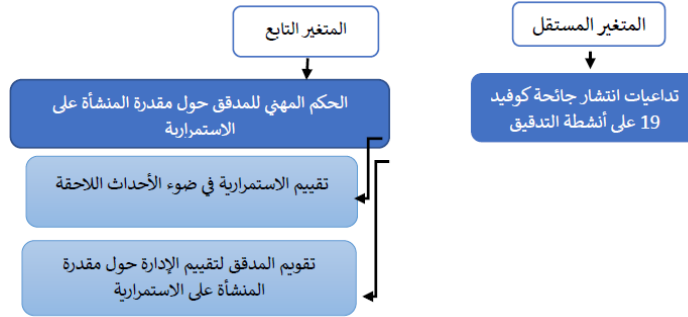 المتغير المستقل
تداعيات انتشار جائحة كوفيد
19 على أنشطة التدقيق
المتغير التابع
الحكم المهني للمدقق حول مقدرة المنشأة على
الاستمرارية
تقييم الاستمرارية في ضوء الأحداث اللاحقة
تقويم المدقق لتقييم الإدارة حول مقدرة
المنشأة على الاستمرارية